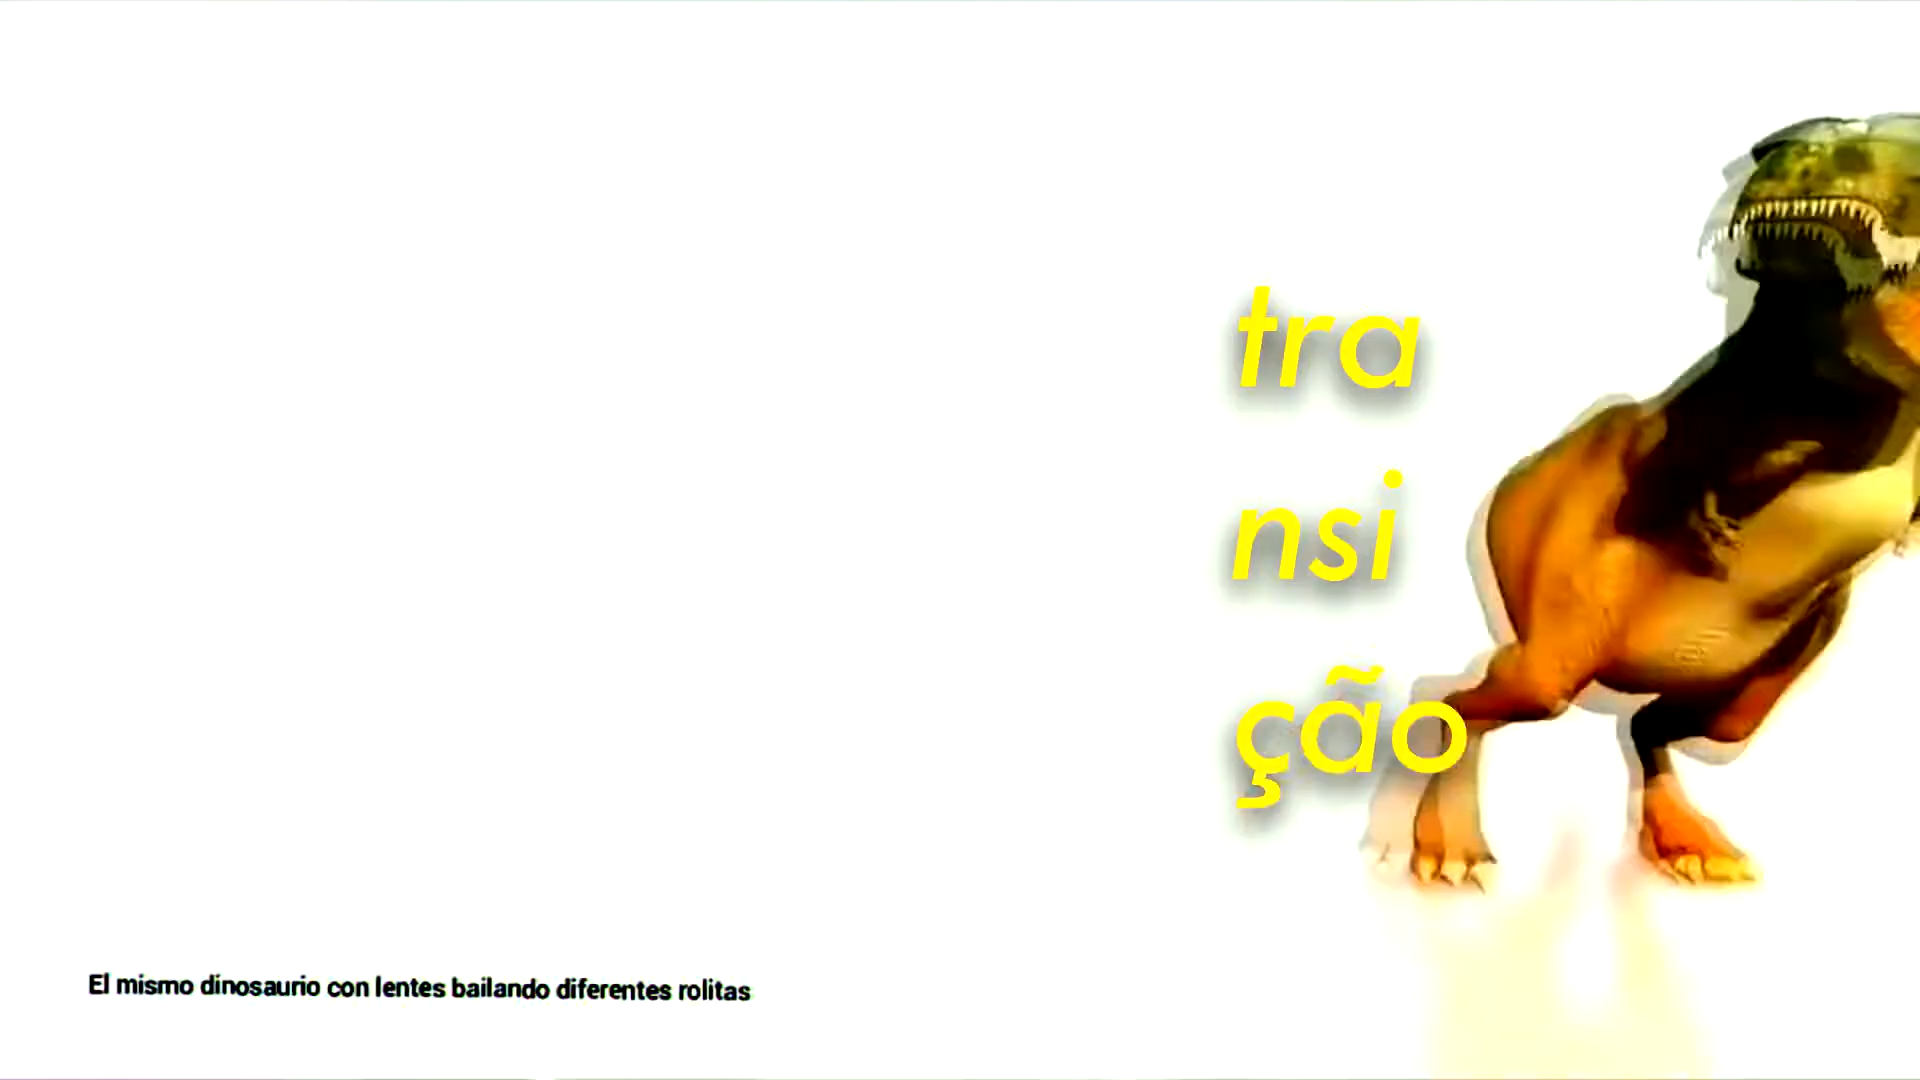 tra
nsi
ção
El mismo dinosaurio con lentes bailando diferentes rolitas